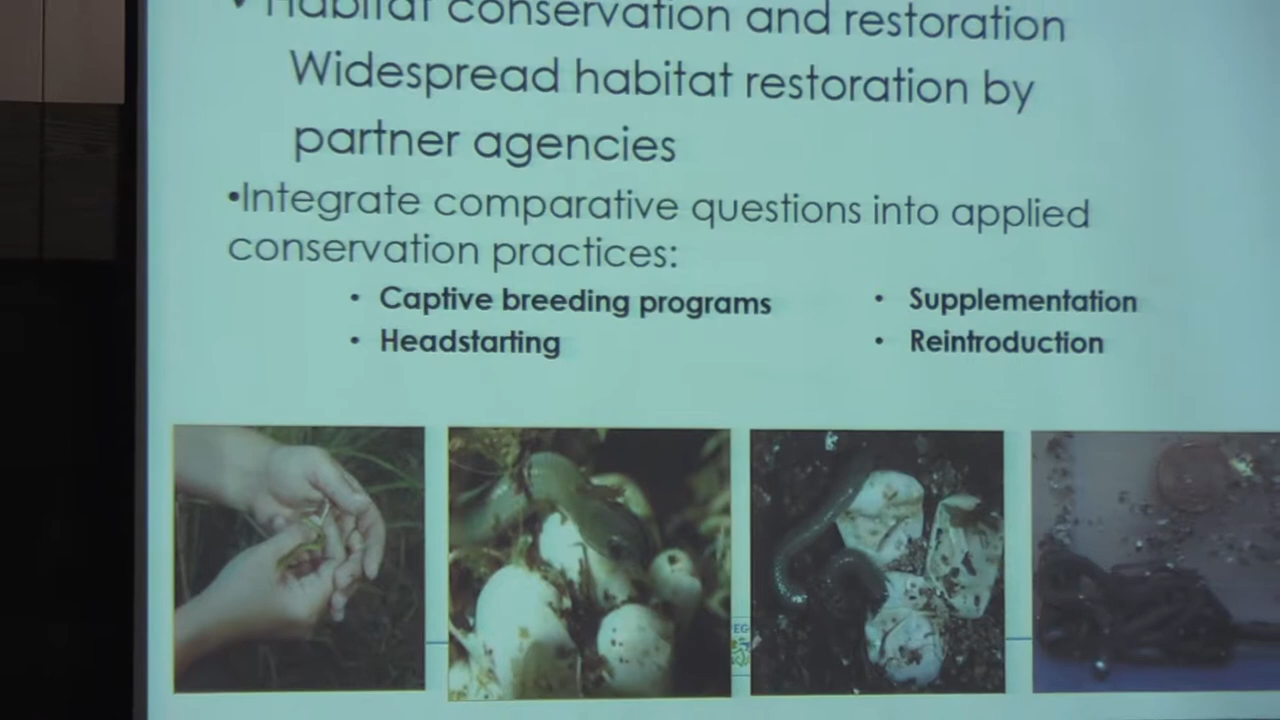 Habitat conservation and restoration
Widespread habitat restoration by
partner agencies
•Integrate comparative questions into applied
conservation practices:
• Captive breeding programs
• Headstarting
• Supplementation
• Reintroduction
EG